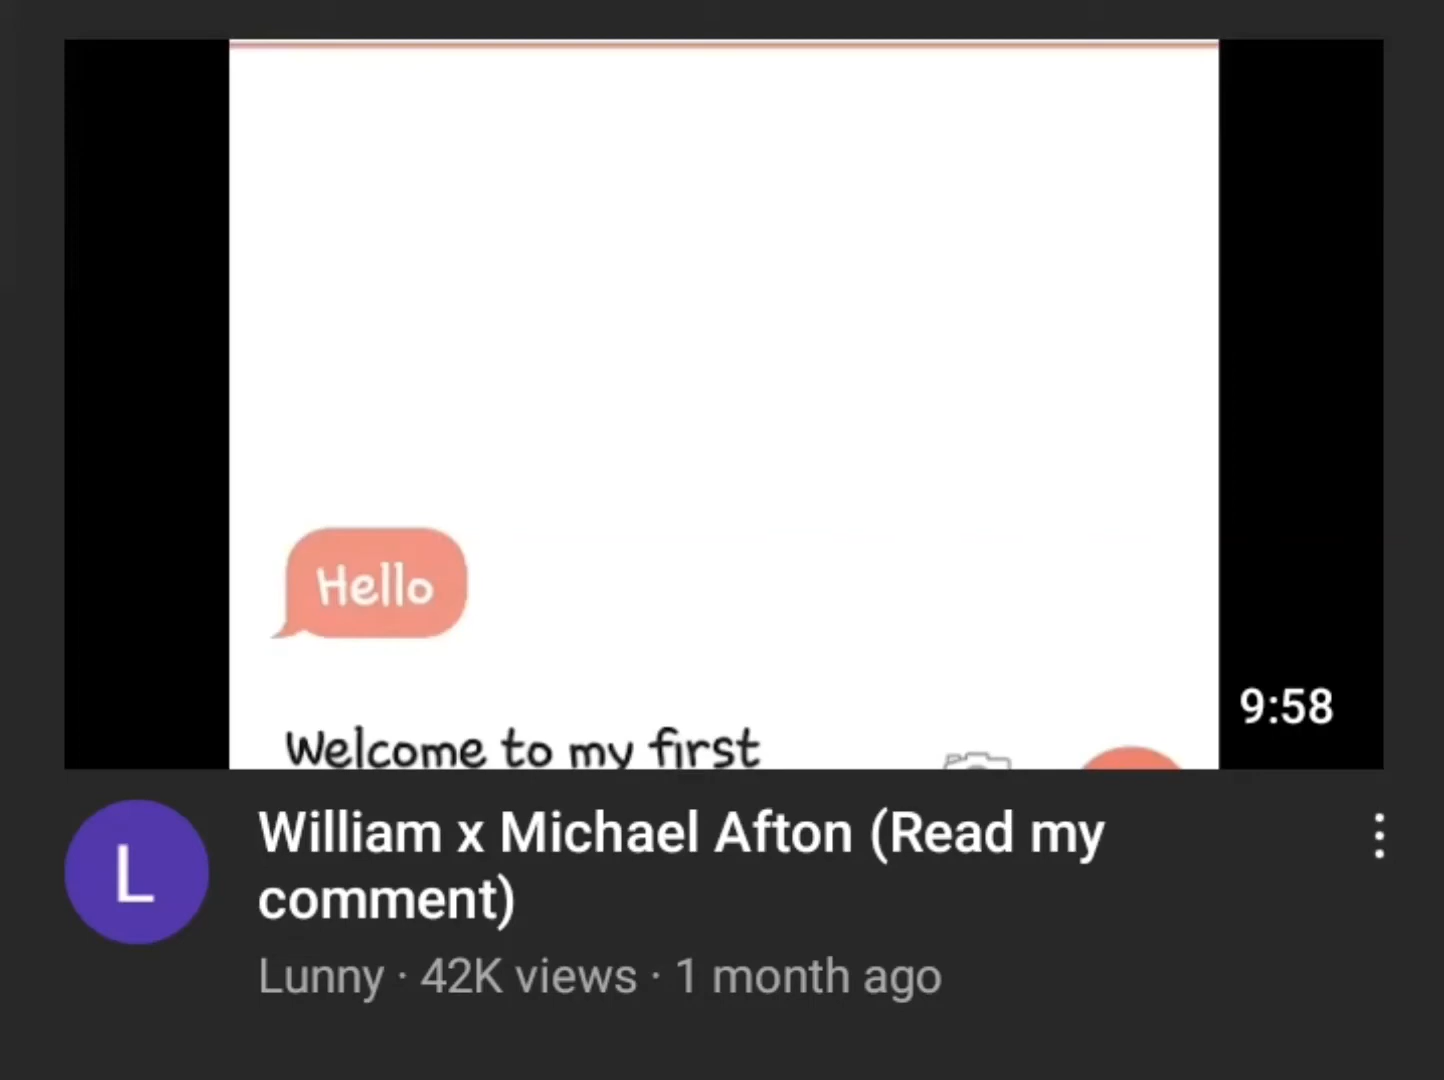 Hello
Welcome to my first
9:58
L
William x Michael Afton (Read my
comment)
Lunny · 42K views · 1 month ago